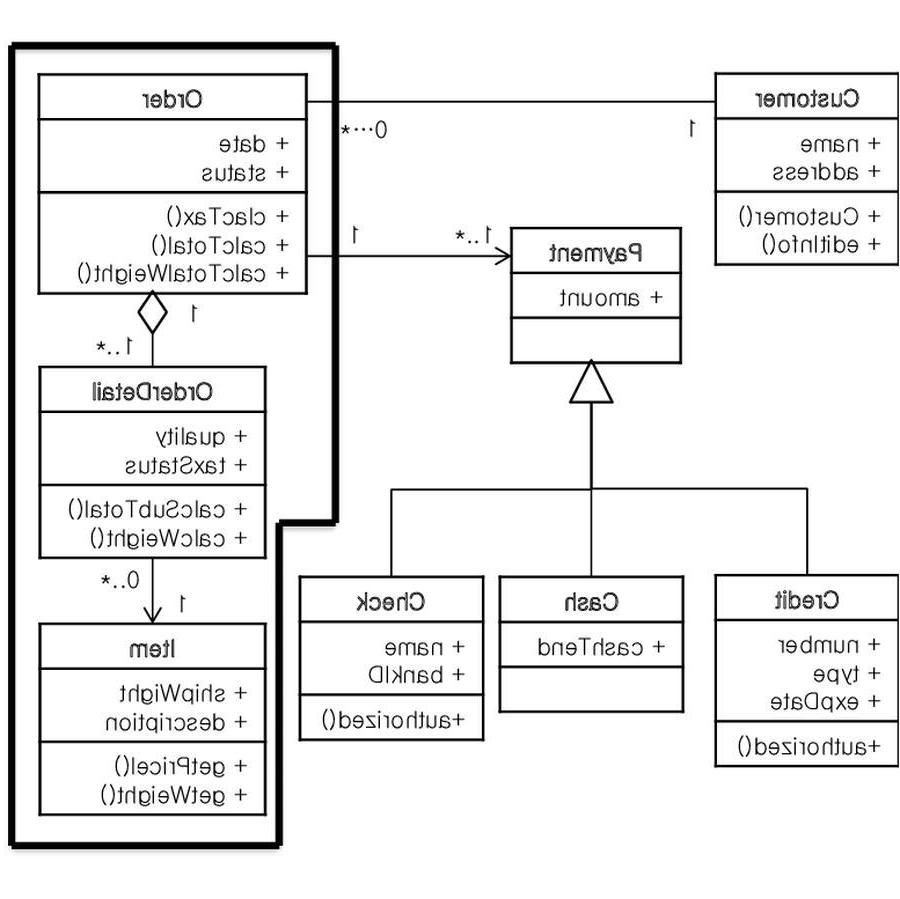 Customer
+ name
+ address
+ Customer()
+ editInfo()
1
0···*
Order
+ date
+ status
+ clacTax()
+ calcTotal()
+ calcTotalWeight()
Payment
+ amount
1..*
1
1
1..*
OrderDetail
+ quality
+ taxStatus
+ calcSubTotal()
+ calcWeight()
0..*
1
Credit
+ number
+ type
+ expDate
+authorized()
Cash
+ cashTend
Check
+ name
+ bankID
+authorized()
Item
+ shipWight
+ description
+ getPricel()
+ getWeight()